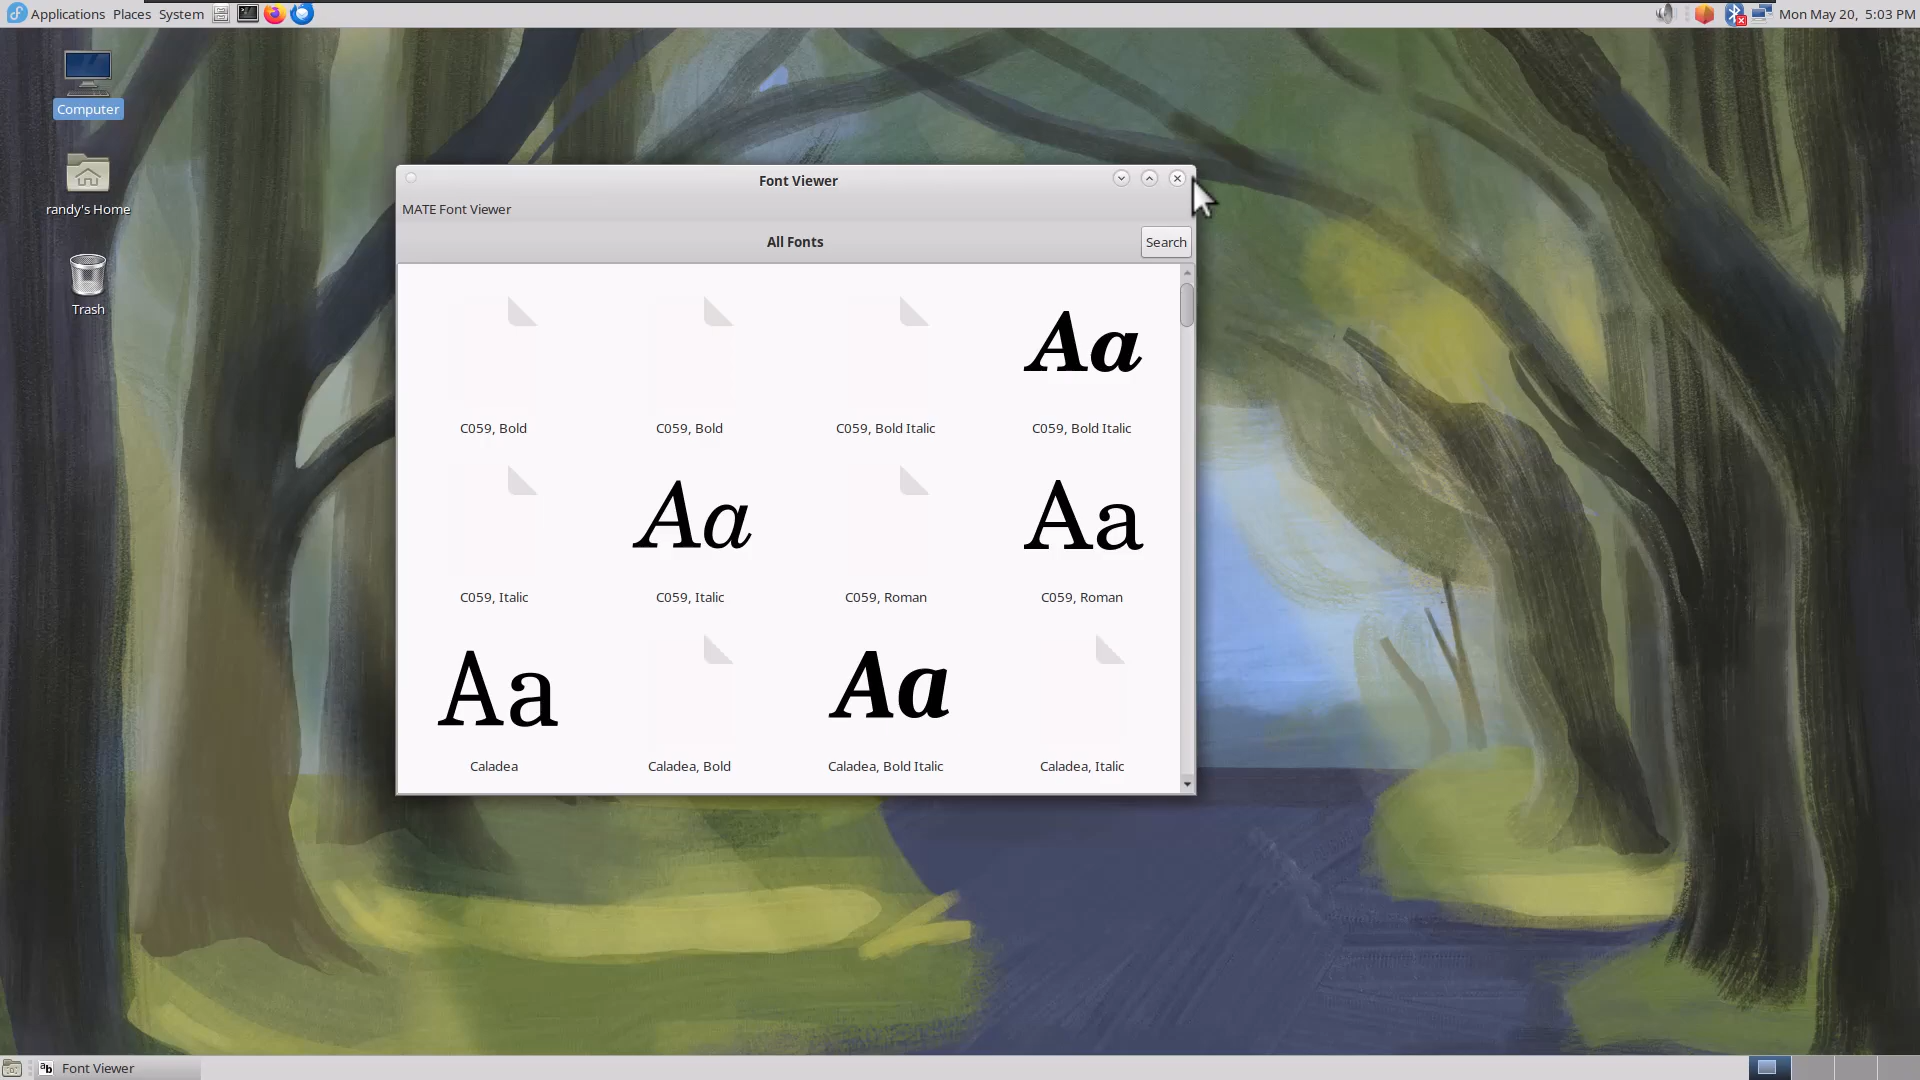 Applications Places System
Mon May 20, 5:03 PM
Computer
randy's Home
Trash
Font Viewer
MATE Font Viewer
All Fonts
Search
Aa
C059, Bold
C059, Bold
C059, Bold Italic
C059, Bold Italic
Aa
Aa
C059, Italic
C059, Italic
C059, Roman
C059, Roman
Aa
Aa
Caladea
Caladea, Bold
Caladea, Bold Italic
Caladea, Italic
ab
Font Viewer